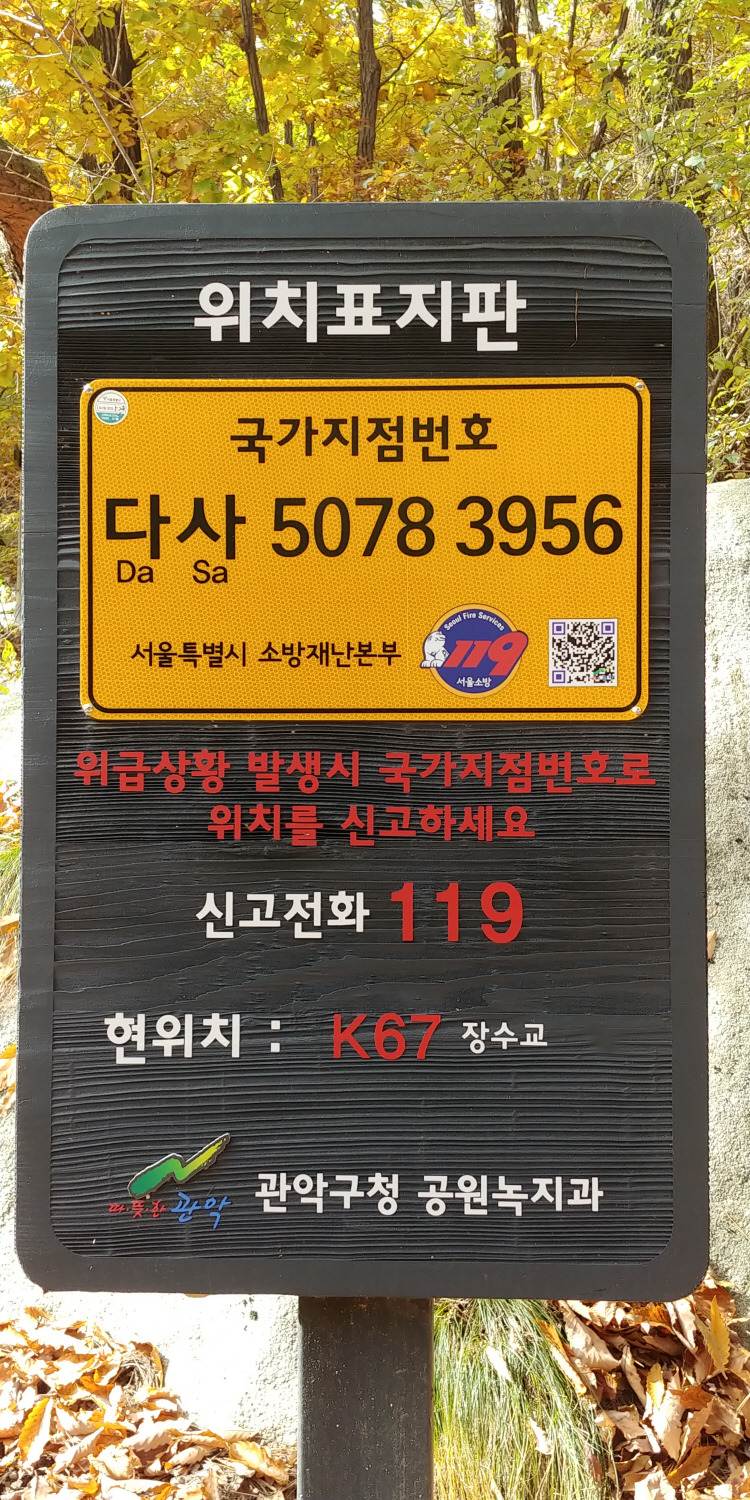 위치표지판
국가지점번호
다사 5078 3956
Da Sa
서울특별시 소방재난본부
Seoul Fire Services
119
서울소방
위급상황 발생시 국가지점번호로
위치를 신고하세요
신고전화 119
현위치 : K67 장수교
따·뜻·한 관악
관악구청 공원녹지과